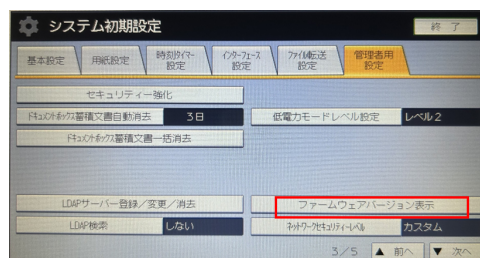 システム初期設定
終 了
基本設定
用紙設定
時刻タイマー
設定
インターフェース
設定
ファイル転送
設定
管理者用
設定
セキュリティー強化
ドキュメントボックス蓄積文書自動消去
3日
低電力モードレベル設定
レベル2
ドキュメントボックス蓄積文書一括消去
LDAPサーバー登録/変更/消去
ファームウェアバージョン表示
LDAP検索
しない
ネットワークセキュリティーレベル
カスタム
3/5
▲ 前へ
▼ 次へ